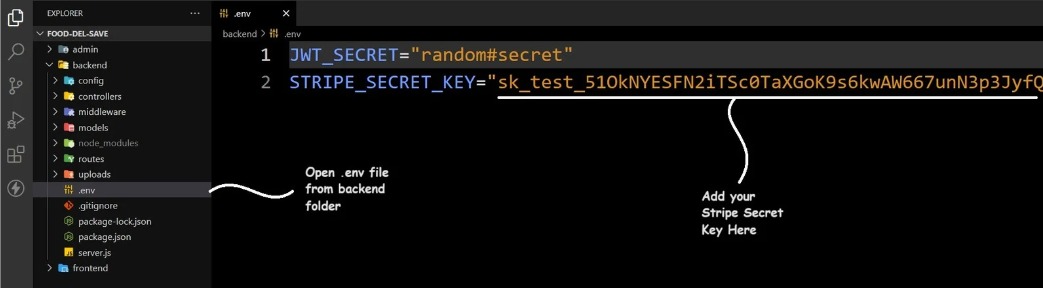 EXPLORER
FOOD-DEL-SAVE
admin
backend
config
controllers
middleware
models
node_modules
routes
uploads
.env
.gitignore
package-lock.json
package.json
server.js
frontend
.env
backend > .env
1 JWT_SECRET="random#secret"
2 STRIPE_SECRET_KEY="sk_test_51OkNYESFN2iTSc0TaXGoK9s6kwAW667unN3p3JyfQ
Open .env file
from backend
folder
Add your
Stripe Secret
Key Here